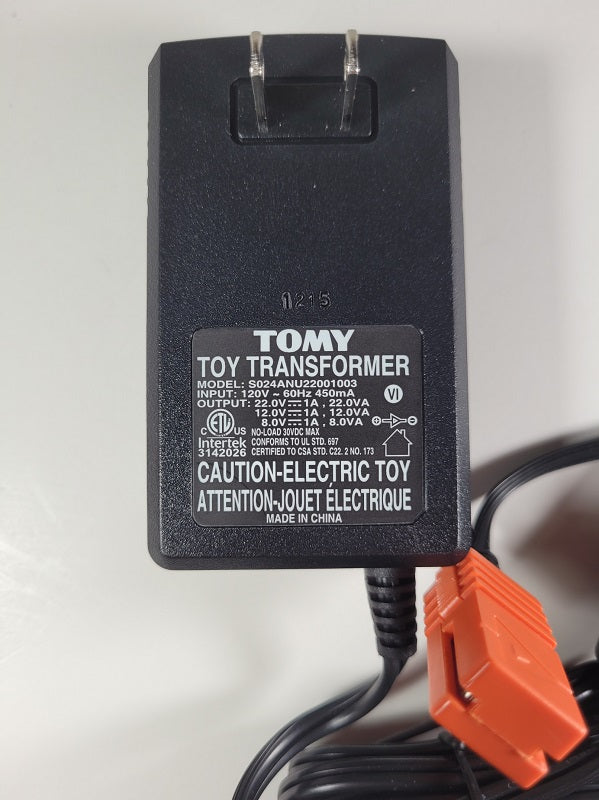 1215
TOMY
TOY TRANSFORMER
MODEL: S024ANU22001003
INPUT: 120V ~ 60Hz 450mA
OUTPUT: 22.0V⎓1A , 22.0VA
12.0V⎓1A , 12.0VA
8.0V⎓1A , 8.0VA
VI
C ETL US
Intertek
3142026
NO-LOAD 30VDC MAX
CONFORMS TO UL STD. 697
CERTIFIED TO CSA STD. C22. 2 NO. 173
CAUTION-ELECTRIC TOY
ATTENTION-JOUET ÉLECTRIQUE
MADE IN CHINA